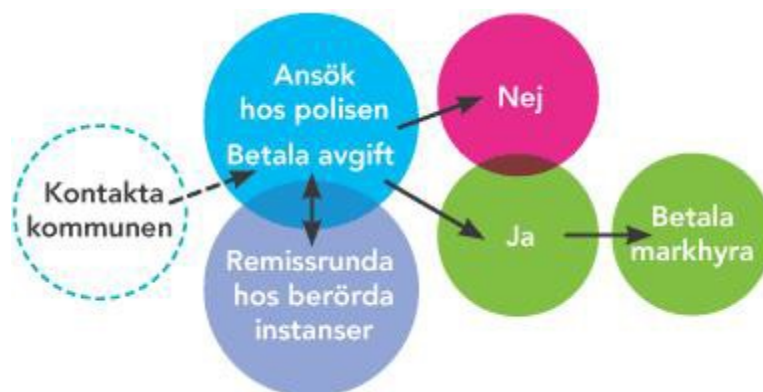 Kontakta
kommunen
Ansök
hos polisen
Betala avgift
Remissrunda
hos berörda
instanser
Nej
Ja
Betala
markhyra